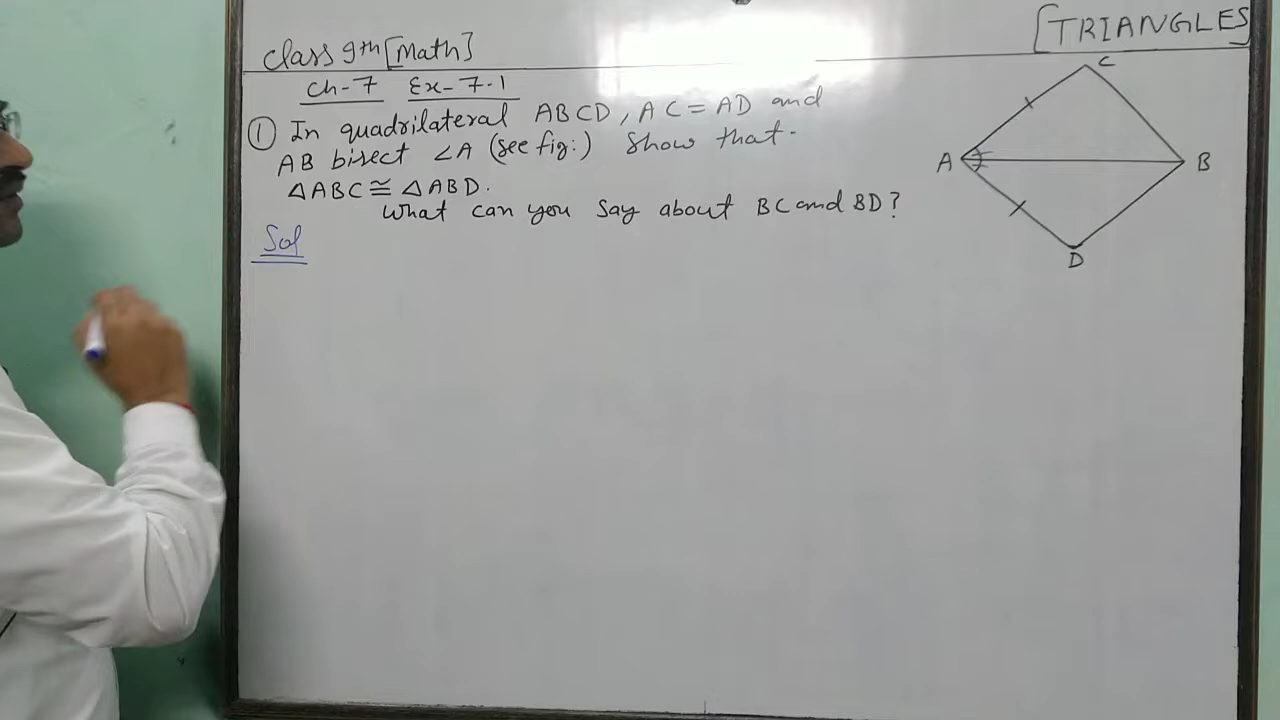 [TRIANGLES]
Class 9th [Math]
Ch-7 Ex-7.1
① In quadrilateral ABCD, AC = AD and
AB bisect ∠A (see fig:) Show that.
△ABC ≅ △ABD.
What can you say about BC and BD?
Sol
C
A
B
D